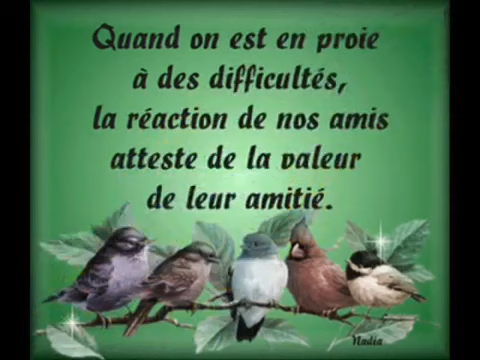 Quand on est en proie
à des difficultés,
la réaction de nos amis
atteste de la valeur
de leur amitié.
Nadia